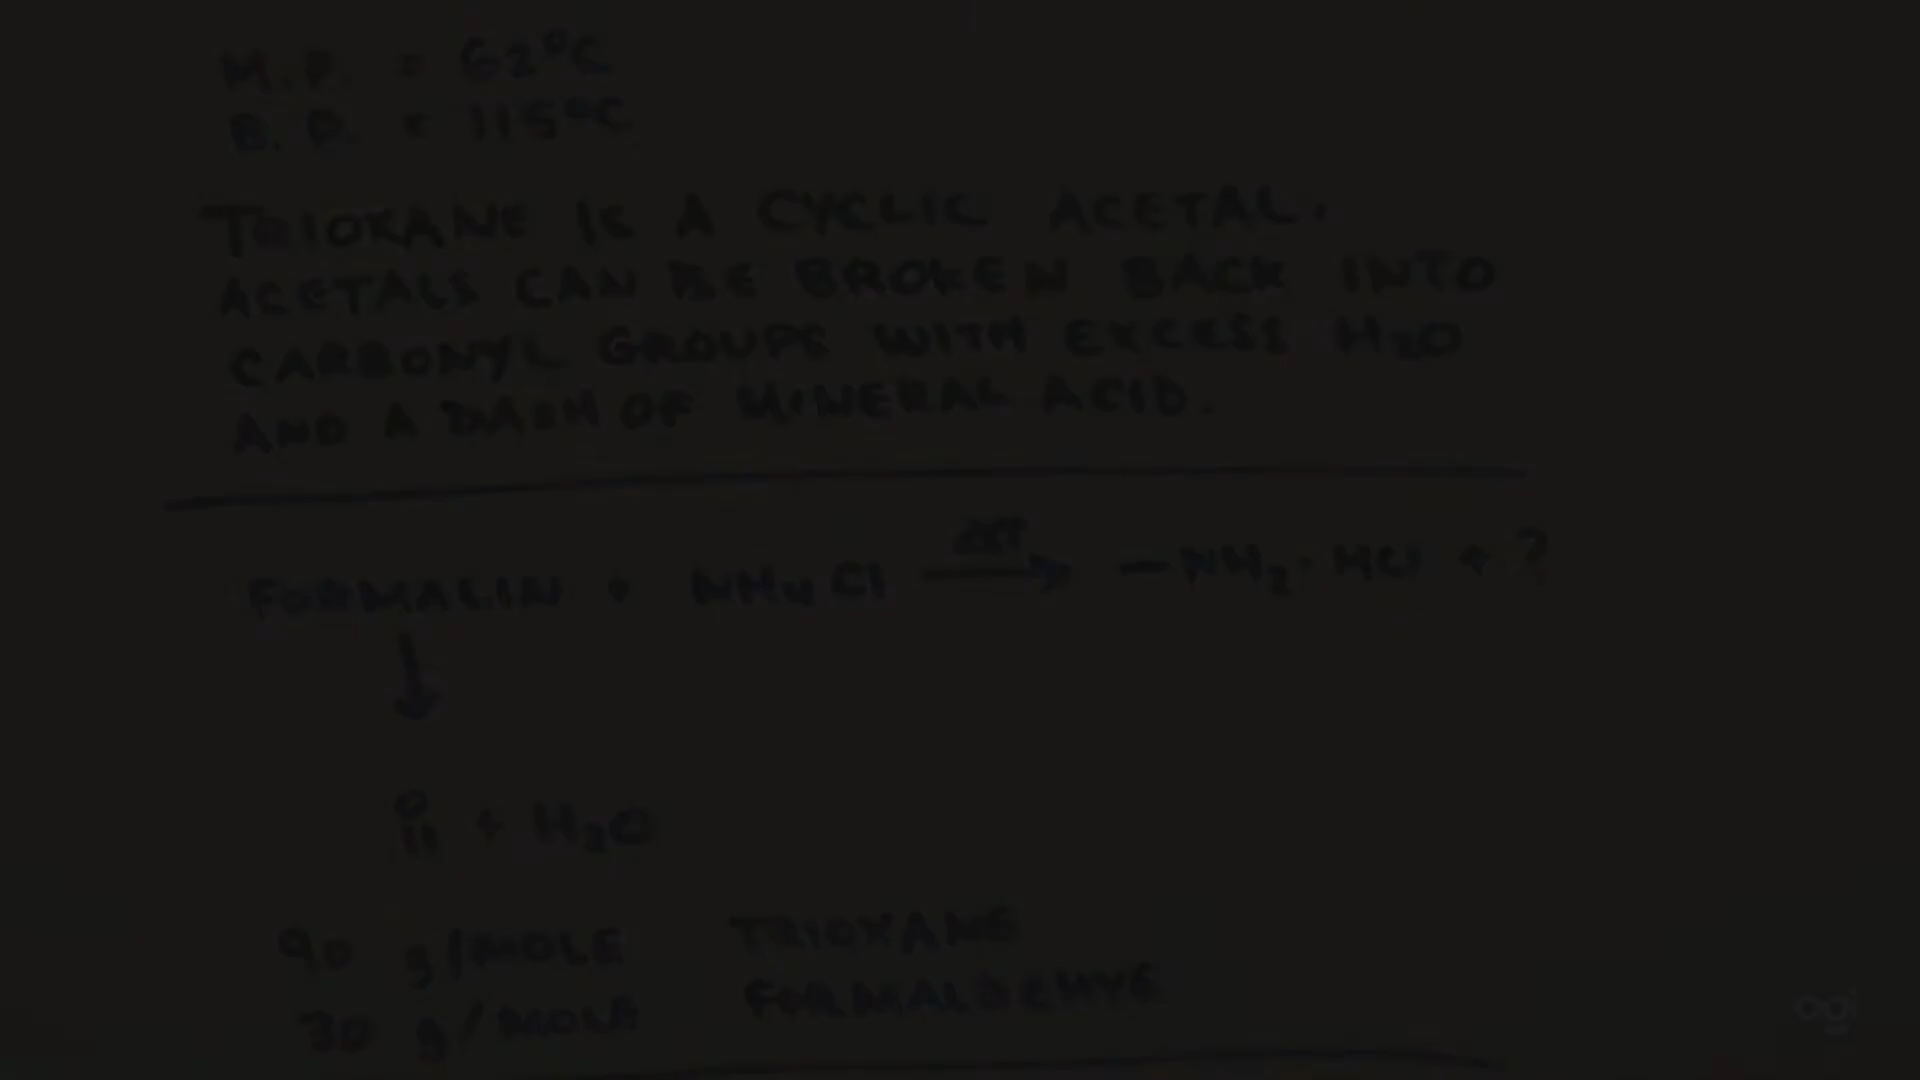 M.P. = 62°C
B.P. = 115°C
TRIOXANE IS A CYCLIC ACETAL.
ACETALS CAN BE BROKEN BACK INTO
CARBONYL GROUPS WITH EXCESS H₂O
AND A DASH OF MINERAL ACID.
FORMALIN + NH₄Cl → -NH₂·HCl + ?
O
|| + H₂O
90 g/MOLE TRIOXANE
30 g/MOLE FORMALDEHYE